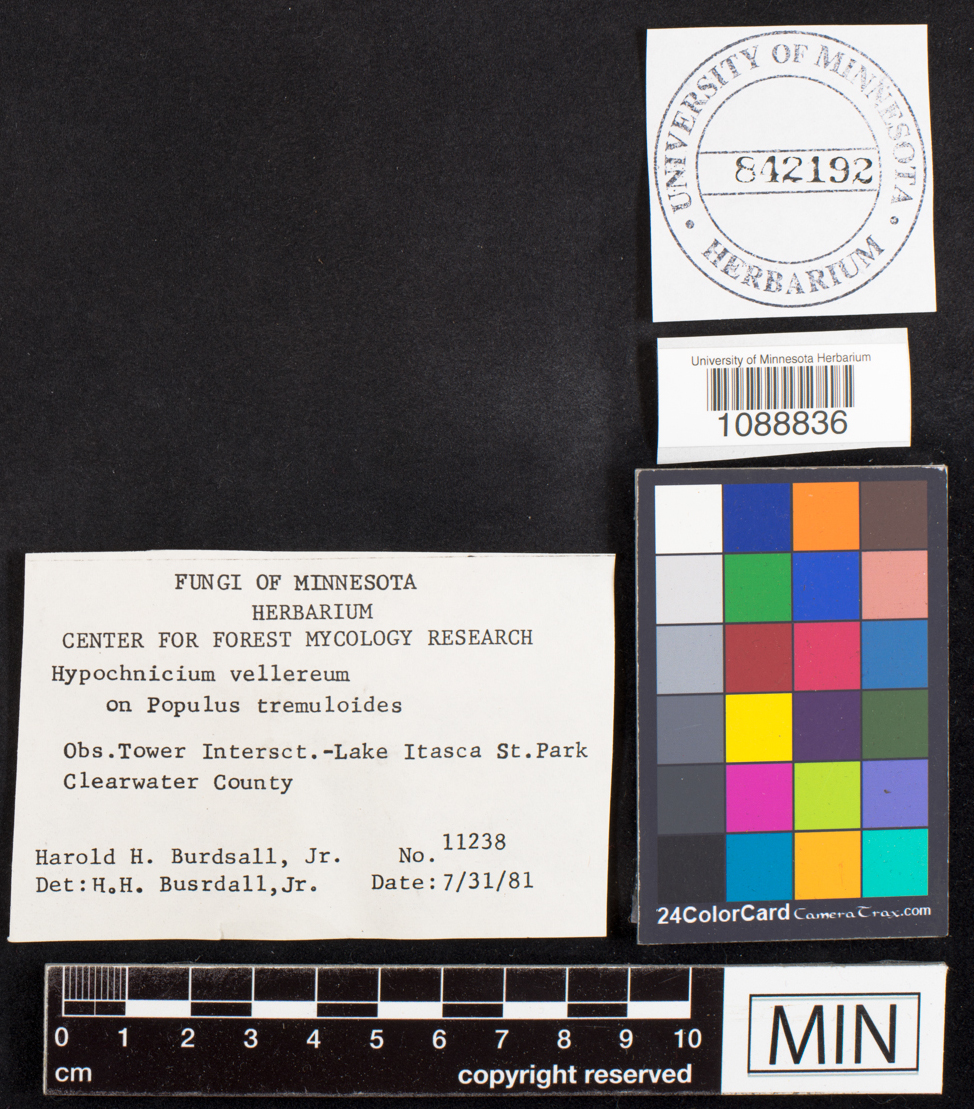 UNIVERSITY OF MINNESOTA
842192
HERBARIUM
University of Minnesota Herbarium
1088836
FUNGI OF MINNESOTA
HERBARIUM
CENTER FOR FOREST MYCOLOGY RESEARCH
Hypochnicium vellereum
on Populus tremuloides
Obs.Tower Intersct.-Lake Itasca St.Park
Clearwater County
Harold H. Burdsall, Jr. No. 11238
Det:H.H. Busrdall,Jr. Date:7/31/81
24ColorCard CameraTrax.com
0 1 2 3 4 5 6 7 8 9 10
cm copyright reserved
MIN